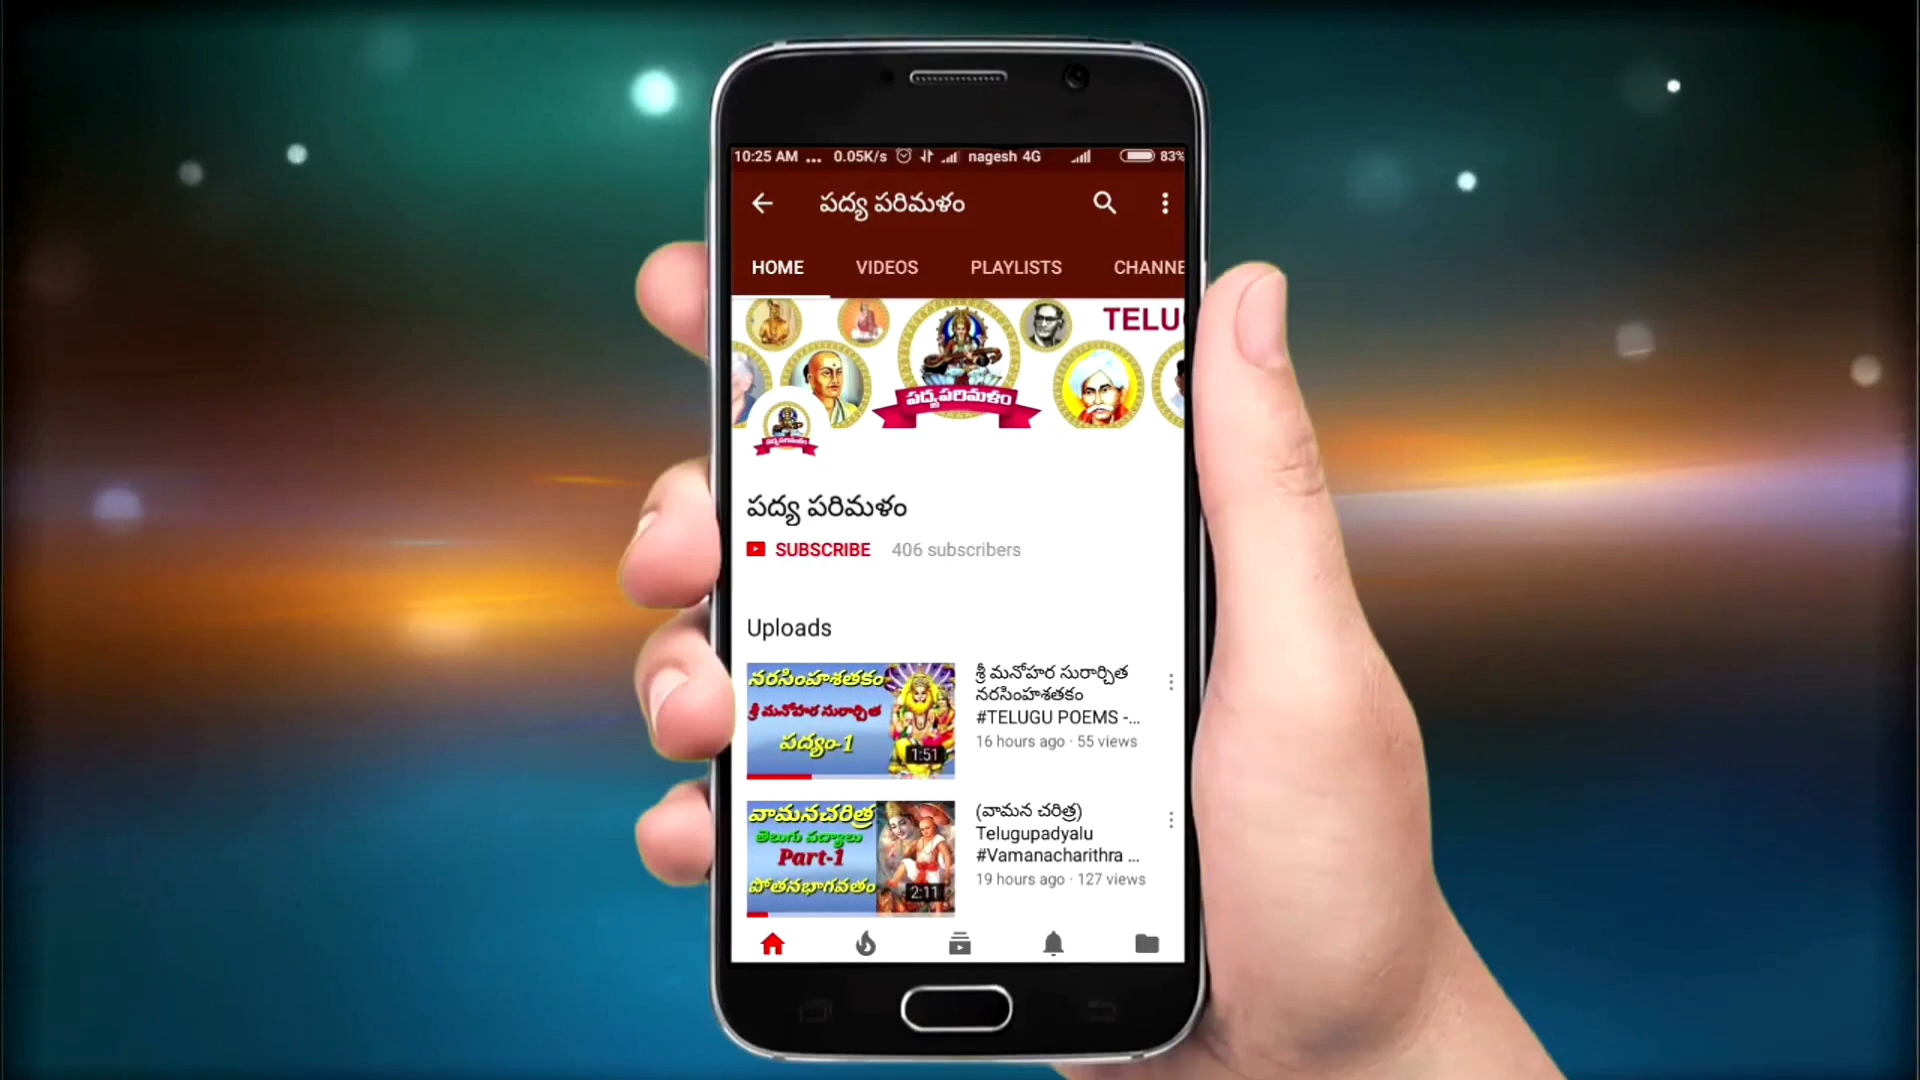 10:25 AM ... 0.05K/s nagesh 4G 83%
పద్య పరిమళం
HOME VIDEOS PLAYLISTS CHANNE
TELU
పద్యపరిమళం
పద్యపరిమళం
పద్య పరిమళం
SUBSCRIBE 406 subscribers
Uploads
నరసింహశతకం
శ్రీ మనోహర సురార్చిత
పద్యం-1
1:51
శ్రీ మనోహర సురార్చిత
నరసింహశతకం
#TELUGU POEMS -...
16 hours ago · 55 views
వామనచరిత్ర
తెలుగు పద్యాలు
Part-1
పోతనభాగవతం
2:11
(వామన చరిత్ర)
Telugupadyalu
#Vamanacharithra ...
19 hours ago · 127 views